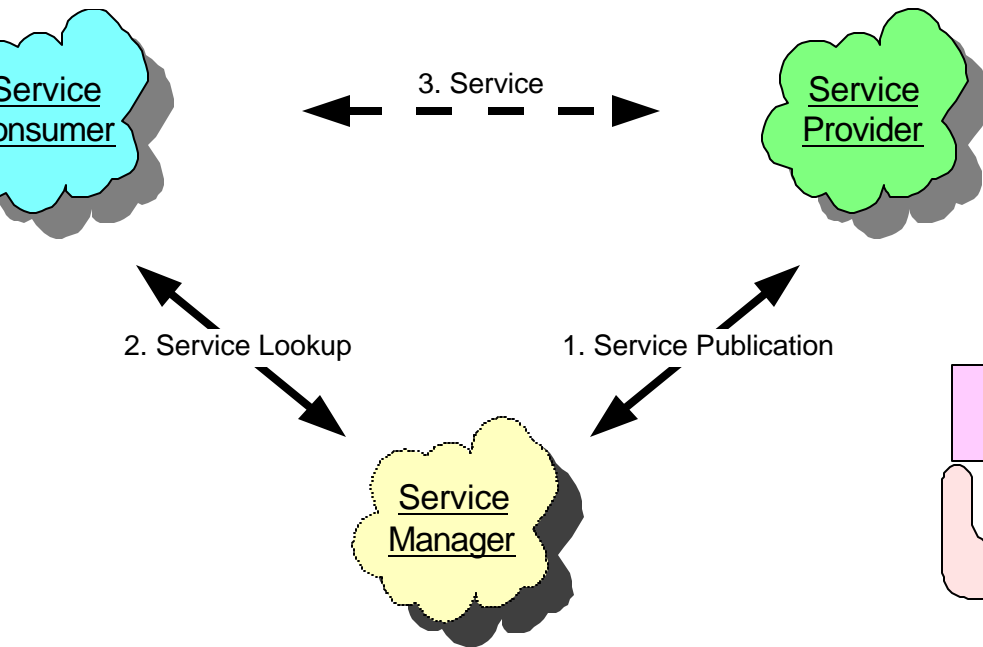 3. Service
Service
onsumer
Service
Provider
2. Service Lookup
1. Service Publication
Service
Manager